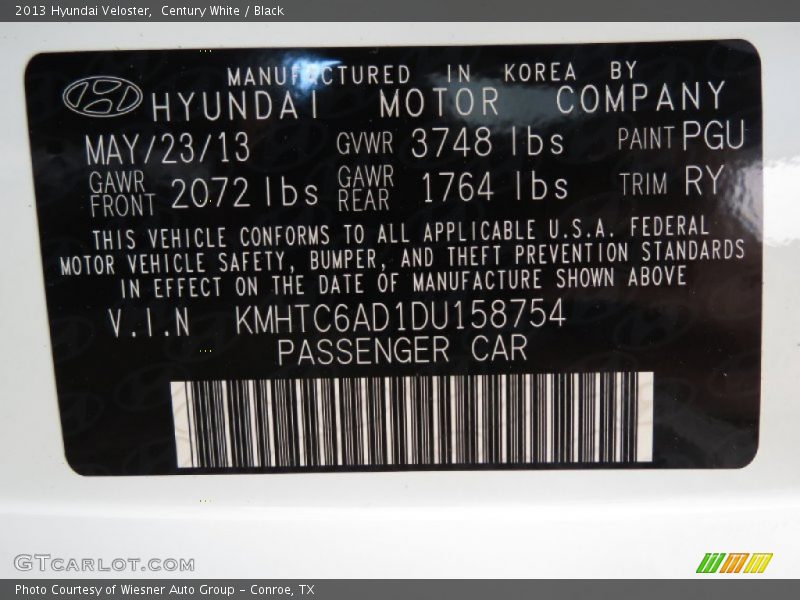 2013 Hyundai Veloster,  Century White / Black
MANUFACTURED IN KOREA BY
HYUNDAI MOTOR COMPANY
MAY/23/13 GVWR 3748 lbs PAINT PGU
GAWR FRONT 2072 lbs GAWR REAR 1764 lbs TRIM RY
THIS VEHICLE CONFORMS TO ALL APPLICABLE U.S.A. FEDERAL
MOTOR VEHICLE SAFETY, BUMPER, AND THEFT PREVENTION STANDARDS
IN EFFECT ON THE DATE OF MANUFACTURE SHOWN ABOVE
V.I.N KMHTC6AD1DU158754
PASSENGER CAR
GTCARLOT.COM
Photo Courtesy of Wiesner Auto Group - Conroe, TX